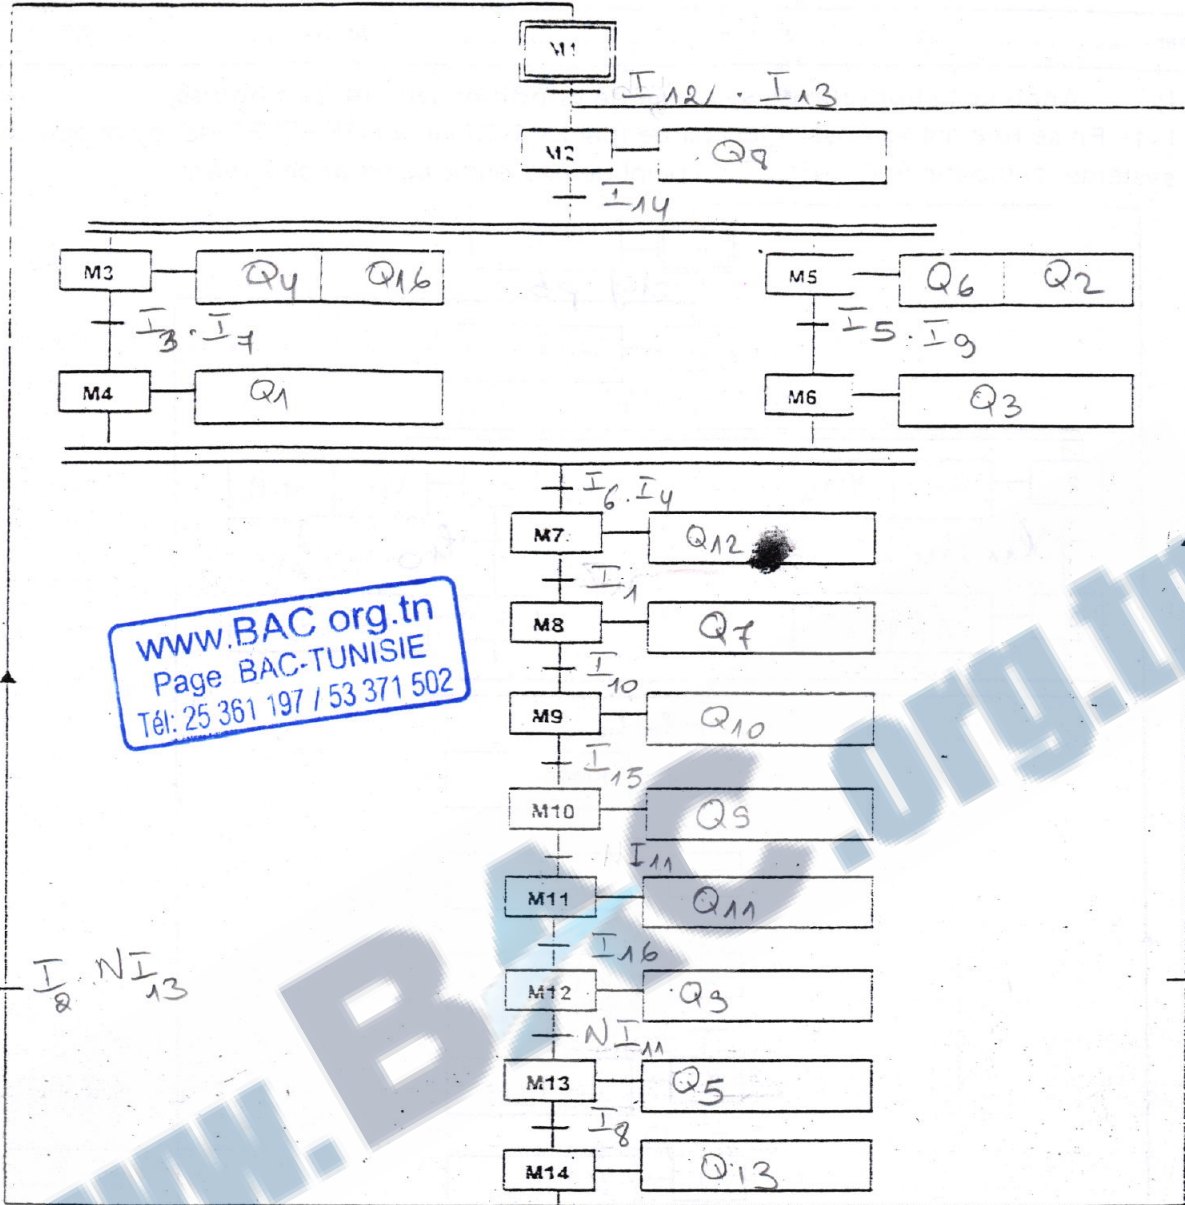 M1
I12 . I13
M2 Q8
I14
M3 Q4 Q16 M5 Q6 Q2
I3 . I7 I5 . I9
M4 Q1 M6 Q3
I6 . I4
M7 Q12
I1
M8 Q7
I10
M9 Q10
I15
M10 Q9
I11
M11 Q11
I2 . NI13 I16
M12 Q9
NI11
M13 Q5
I8
M14 Q13
www.BAC org.tn
Page BAC-TUNISIE
Tél: 25 361 197 / 53 371 502
www.BAC.org.tn